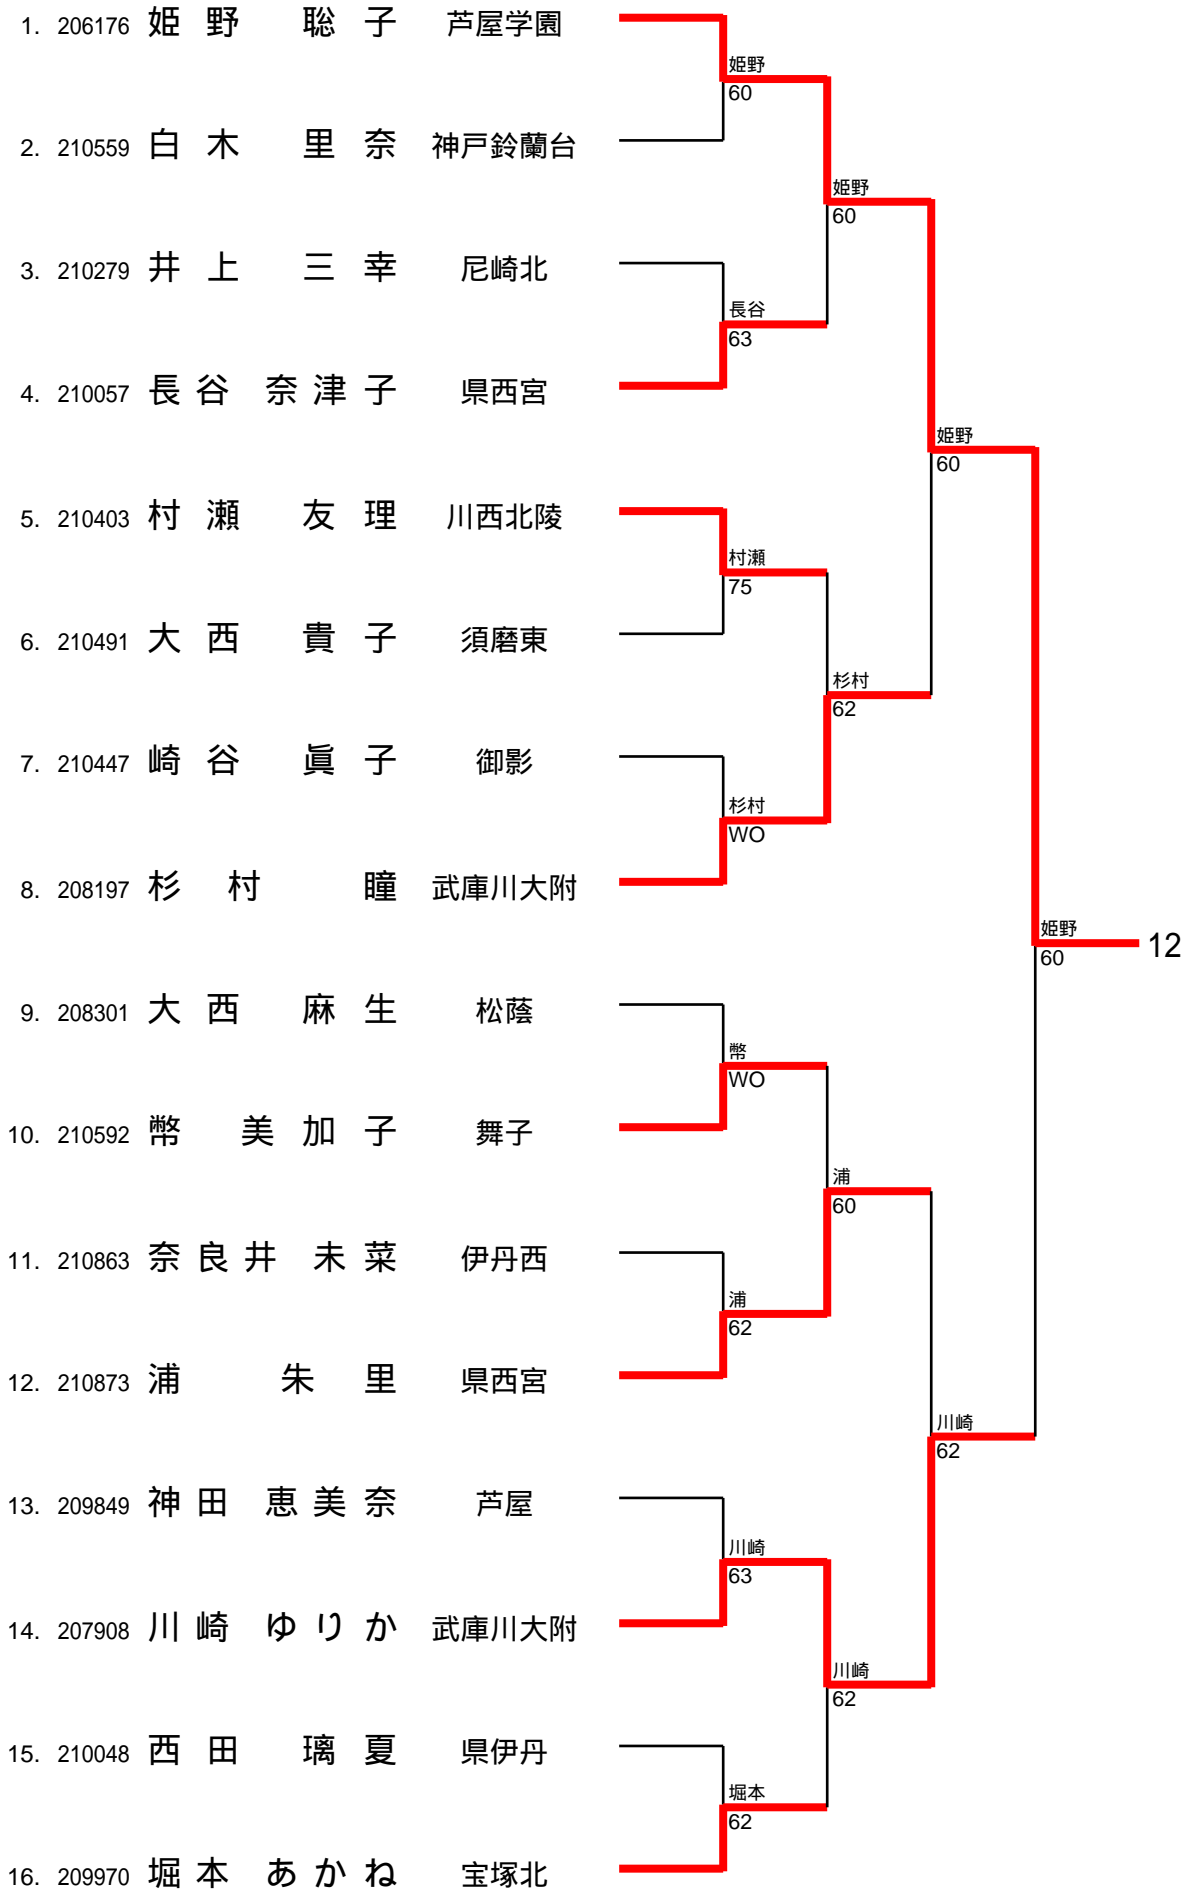 1. 206176 姫野 聡子 芦屋学園
姫野
60
2. 210559 白木 里奈 神戸鈴蘭台
姫野
60
3. 210279 井上 三幸 尼崎北
長谷
63
4. 210057 長谷 奈津子 県西宮
姫野
60
5. 210403 村瀬 友理 川西北陵
村瀬
75
6. 210491 大西 貴子 須磨東
杉村
62
7. 210447 崎谷 眞子 御影
杉村
WO
8. 208197 杉村 瞳 武庫川大附
姫野
60
12
9. 208301 大西 麻生 松蔭
幣
WO
10. 210592 幣 美加子 舞子
浦
60
11. 210863 奈良井 未菜 伊丹西
浦
62
12. 210873 浦 朱里 県西宮
川崎
62
13. 209849 神田 恵美奈 芦屋
川崎
63
14. 207908 川崎 ゆりか 武庫川大附
川崎
62
15. 210048 西田 璃夏 県伊丹
堀本
62
16. 209970 堀本 あかね 宝塚北